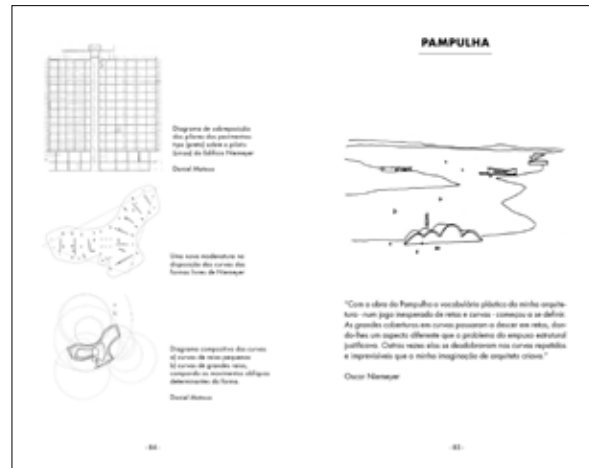 Diagrama de sobreposição
dos pilares dos pavimentos
tipo (preto) sobre o pilotis
(cinza) do Edifício Niemeyer
Daniel Mateus
Uma nova modenatura na
disposição das curvas das
formas livres de Niemeyer
Diagrama compositivo das curvas
a) curvas de raios pequenos
b) curvas de grandes raios,
compondo os movimentos oblíquos
determinantes da forma.
Daniel Mateus
- 84 -
PAMPULHA
"Com a obra da Pampulha o vocabulário plástico da minha arquite-
tura - num jogo inesperado de retas e curvas - começou a se definir.
As grandes coberturas em curvas passaram a descer em retas, dan-
do-lhes um aspecto diferente que o problema do empuxo estrutural
justificava. Outras vezes elas se desdobravam nas curvas repetidas
e imprevisíveis que a minha imaginação de arquiteto criava."
Oscar Niemeyer
- 85 -